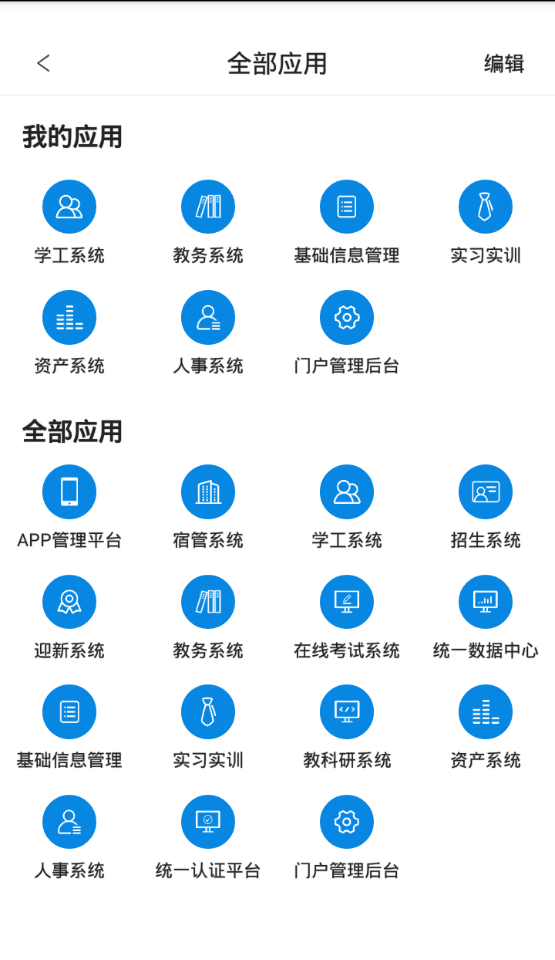 全部应用
编辑
我的应用
学工系统 教务系统 基础信息管理 实习实训
资产系统 人事系统 门户管理后台
全部应用
APP管理平台 宿管系统 学工系统 招生系统
迎新系统 教务系统 在线考试系统 统一数据中心
基础信息管理 实习实训 教科研系统 资产系统
人事系统 统一认证平台 门户管理后台